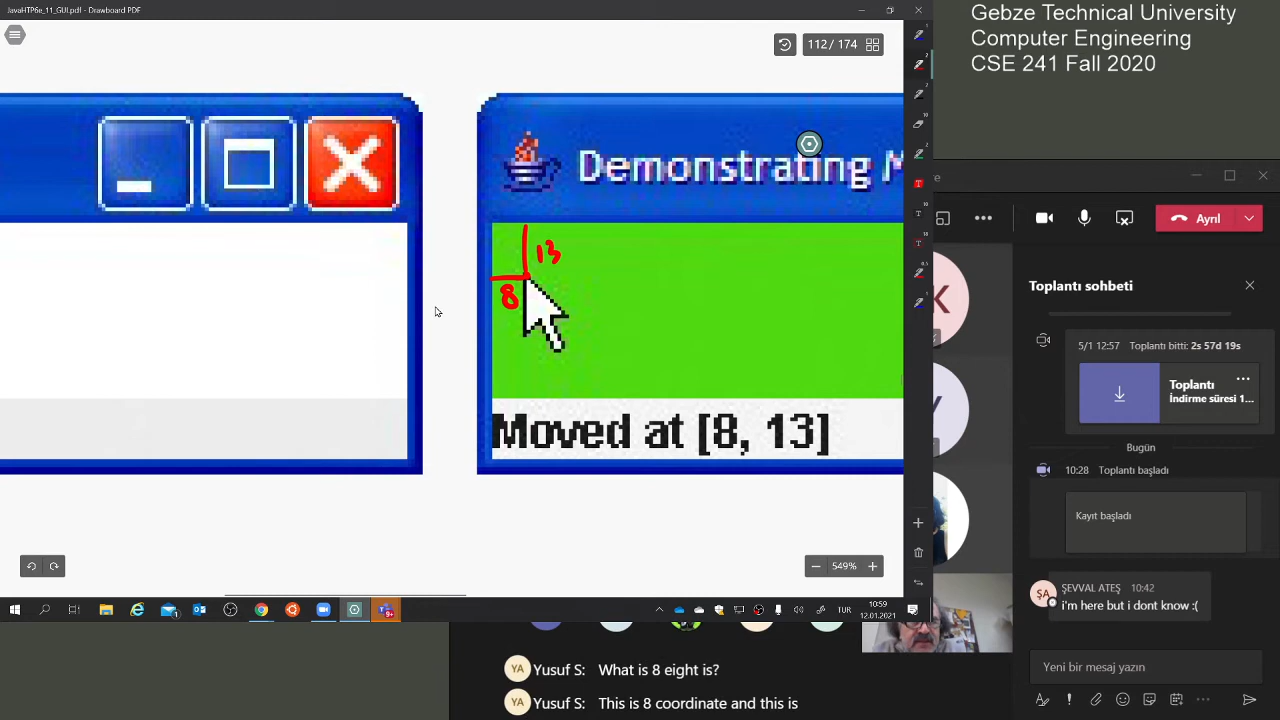 JavaHTP6e_11_GUI.pdf - Drawboard PDF
112 / 174
Demonstrating M
13
8
Moved at [8, 13]
549%
TUR
10:59
12.01.2021
Gebze Technical University
Computer Engineering
CSE 241 Fall 2020
Ayrıl
Toplantı sohbeti
5/1 12:57 Toplantı bitti: 2s 57d 19s
Toplantı
İndirme süresi 1...
Bugün
10:28 Toplantı başladı
Kayıt başladı
ŞA
ŞEVVAL ATEŞ 10:42
i'm here but i dont know :(
Yeni bir mesaj yazın
YA Yusuf S: What is 8 eight is?
YA Yusuf S: This is 8 coordinate and this is